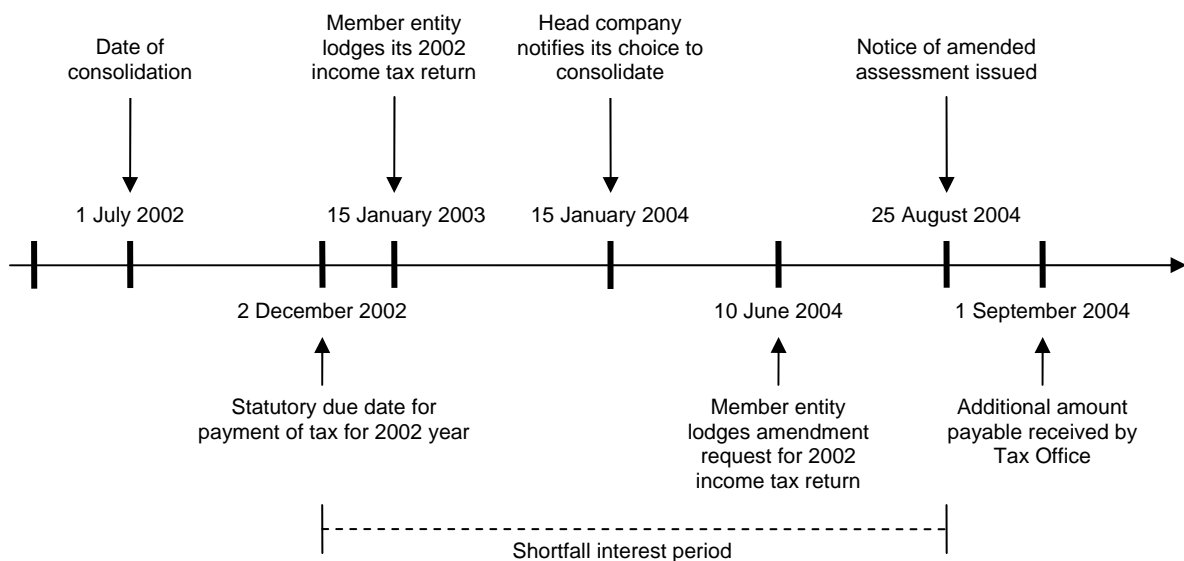 Date of
consolidation
Member entity
lodges its 2002
income tax return
Head company
notifies its choice to
consolidate
Notice of amended
assessment issued
1 July 2002
15 January 2003
15 January 2004
25 August 2004
2 December 2002
10 June 2004
1 September 2004
Statutory due date for
payment of tax for 2002 year
Member entity
lodges amendment
request for 2002
income tax return
Additional amount
payable received by
Tax Office
Shortfall interest period